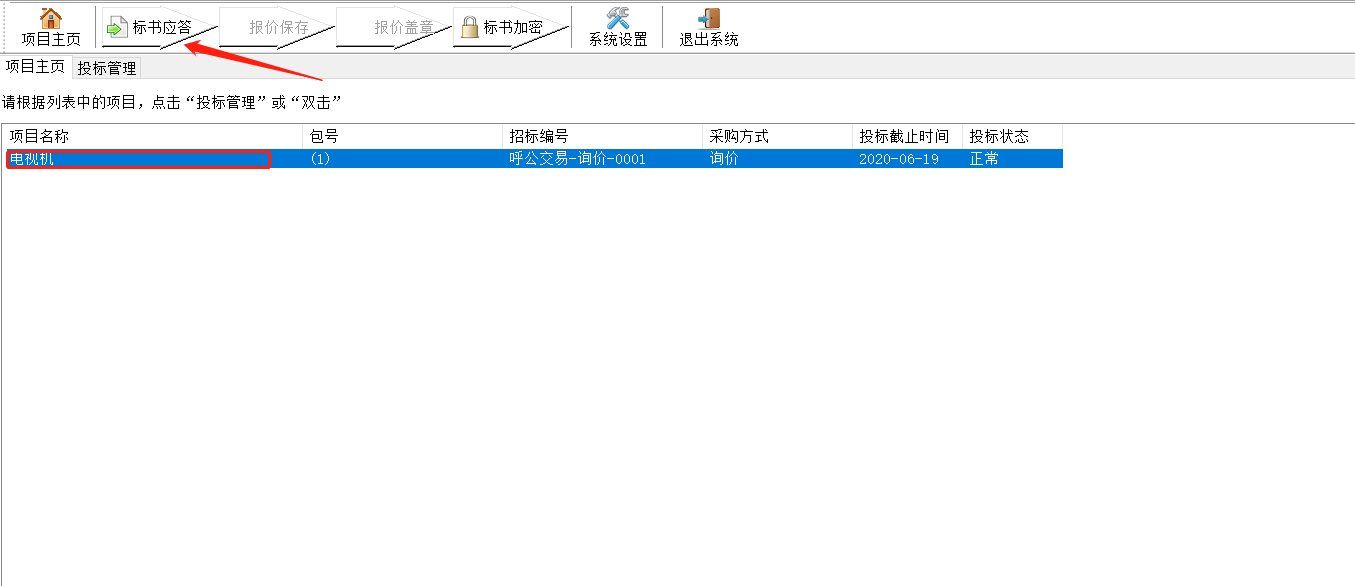 项目主页 标书应答 报价保存 报价盖章 标书加密 系统设置 退出系统
项目主页 投标管理
请根据列表中的项目，点击“投标管理”或“双击”
项目名称 包号 招标编号 采购方式 投标截止时间 投标状态
电视机 (1) 呼公交易-询价-0001 询价 2020-06-19 正常